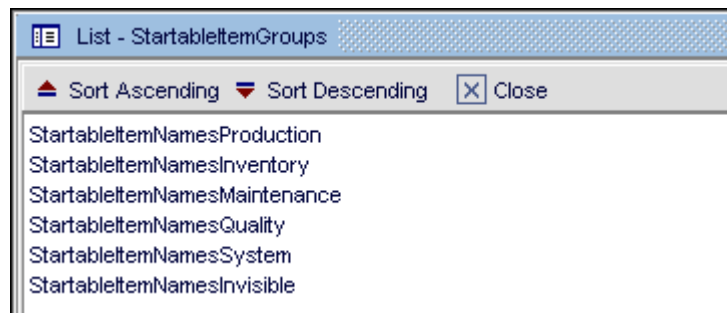 List - StartableItemGroups
Sort Ascending Sort Descending Close
StartableItemNamesProduction
StartableItemNamesInventory
StartableItemNamesMaintenance
StartableItemNamesQuality
StartableItemNamesSystem
StartableItemNamesInvisible